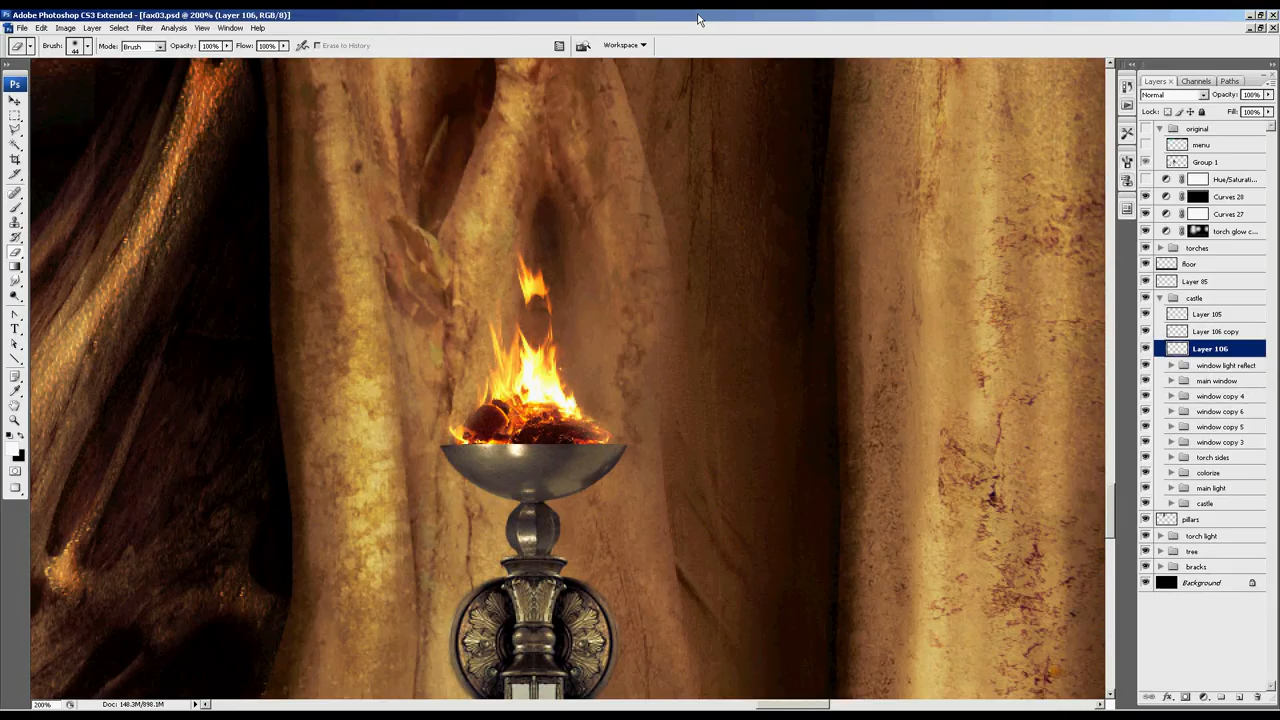 Adobe Photoshop CS3 Extended - [fax03.psd @ 200% (Layer 106, RGB/8)]
File Edit Image Layer Select Filter Analysis View Window Help
Brush: 44 Mode: Brush Opacity: 100% Flow: 100% Erase to History Workspace
Ps
Layers Channels Paths
Normal Opacity: 100%
Lock: Fill: 100%
original
menu
Group 1
Hue/Saturati...
Curves 28
Curves 27
torch glow c...
torches
floor
Layer 85
castle
Layer 105
Layer 106 copy
Layer 106
window light reflect
main window
window copy 4
window copy 6
window copy 5
window copy 3
torch sides
colorize
main light
castle
pillars
torch light
tree
bracks
Background
200% Doc: 148.3M/898.1M